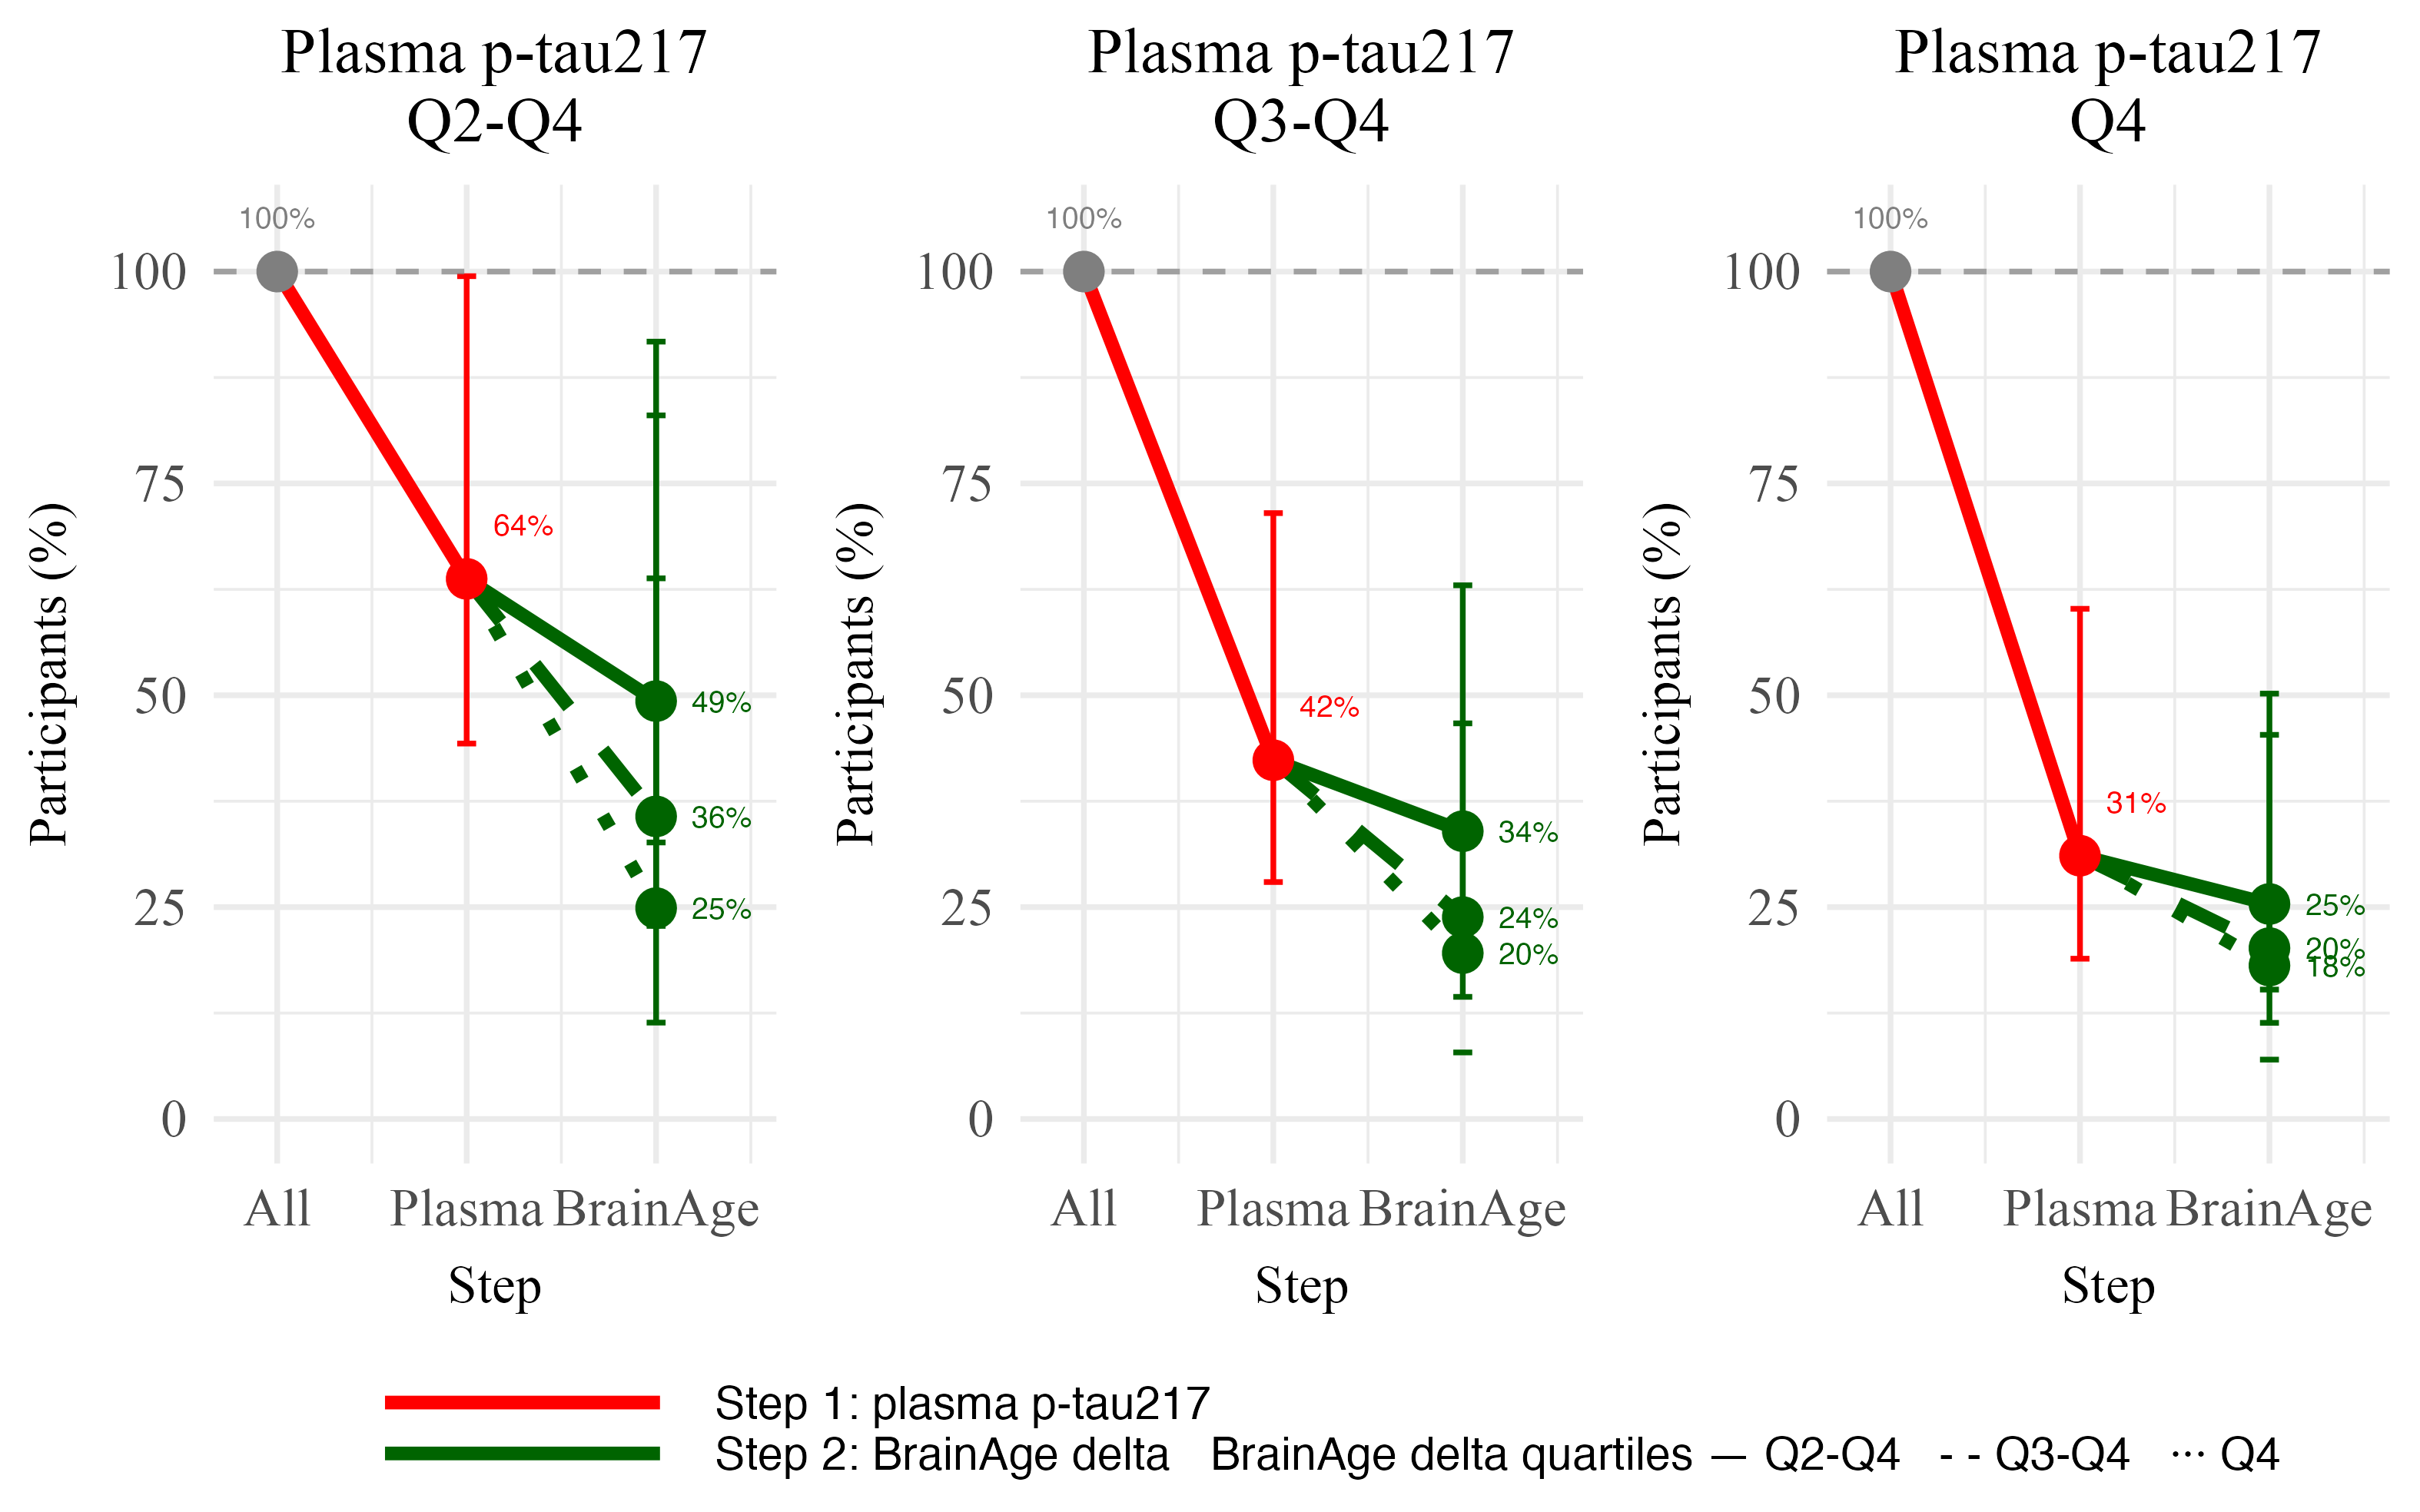 Plasma p-tau217
Q2-Q4
Participants (%)
100
75
50
25
0
100%
64%
49%
36%
25%
All
Plasma
BrainAge
Step
Plasma p-tau217
Q3-Q4
Participants (%)
100
75
50
25
0
100%
42%
34%
24%
20%
All
Plasma
BrainAge
Step
Plasma p-tau217
Q4
Participants (%)
100
75
50
25
0
100%
31%
25%
20%
18%
All
Plasma
BrainAge
Step
Step 1: plasma p-tau217
Step 2: BrainAge delta BrainAge delta quartiles — Q2-Q4 - - Q3-Q4 ··· Q4